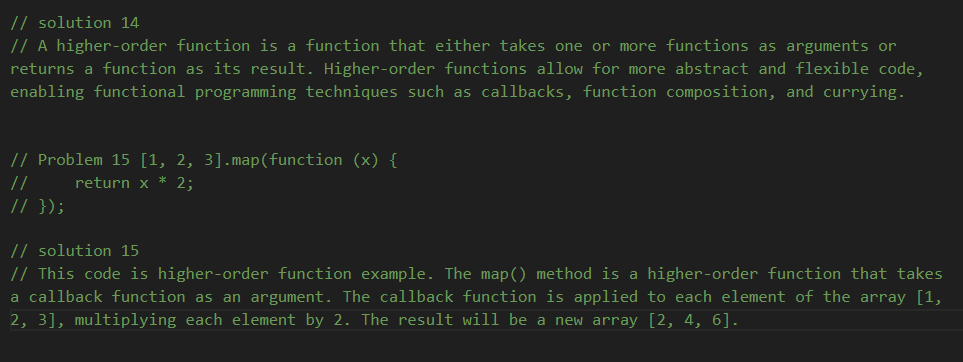 // solution 14
// A higher-order function is a function that either takes one or more functions as arguments or
returns a function as its result. Higher-order functions allow for more abstract and flexible code,
enabling functional programming techniques such as callbacks, function composition, and currying.
// Problem 15 [1, 2, 3].map(function (x) {
//     return x * 2;
// });
// solution 15
// This code is higher-order function example. The map() method is a higher-order function that takes
a callback function as an argument. The callback function is applied to each element of the array [1,
2, 3], multiplying each element by 2. The result will be a new array [2, 4, 6].